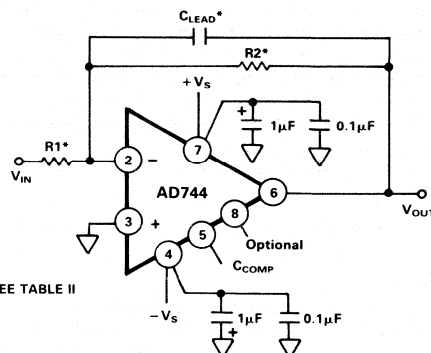 CLEAD*
R2*
+VS
R1*
+
1µF
0.1µF
VIN
2
−
7
AD744
6
3
+
8
VOUT
5
Optional
4
CCOMP
SEE TABLE II
−VS
1µF
+
0.1µF